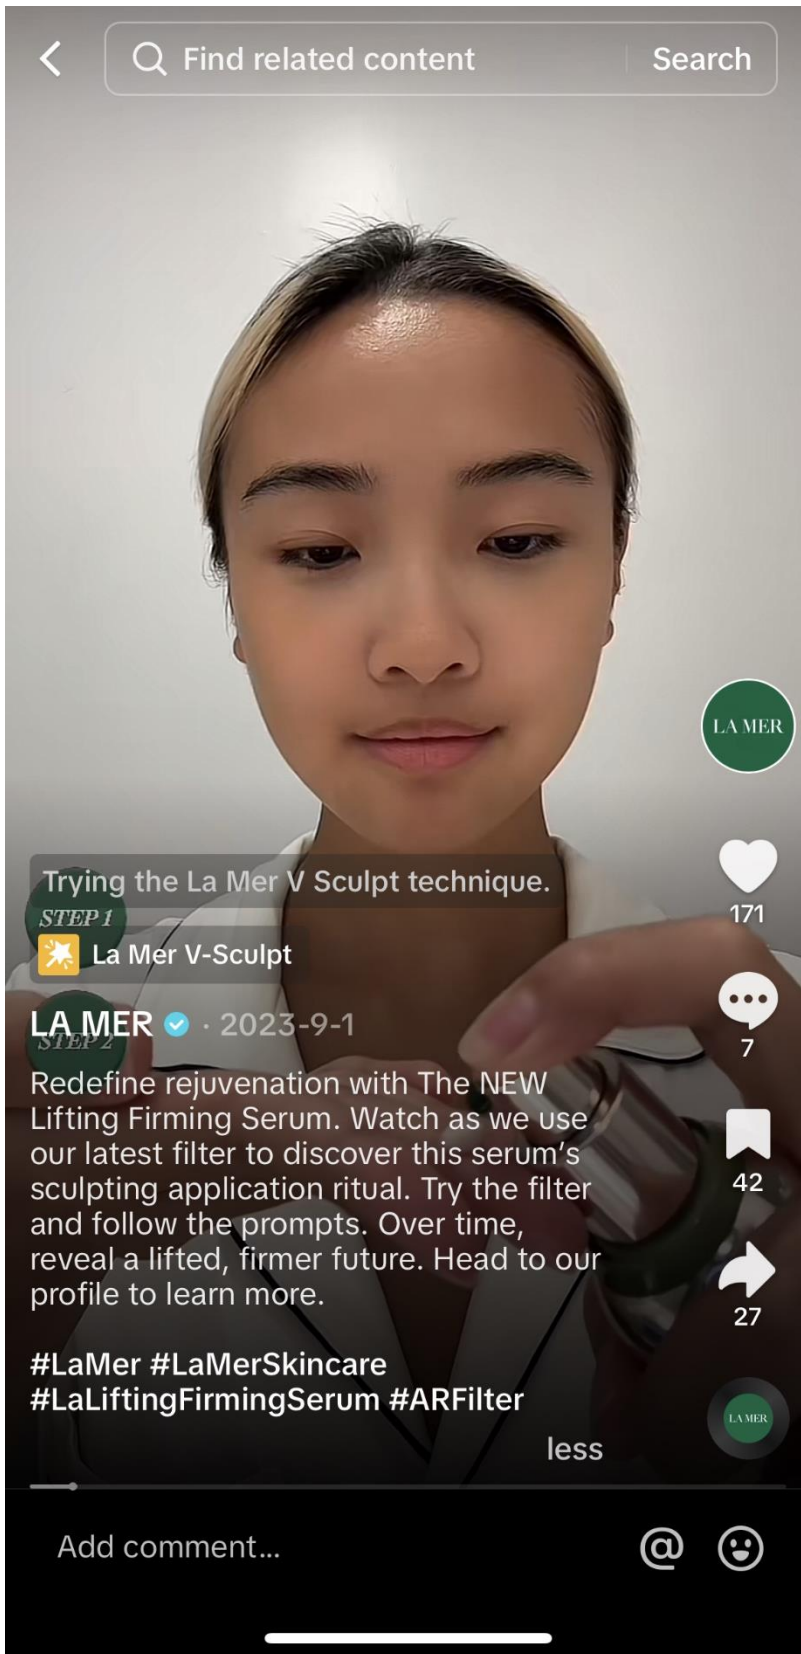 Find related content
Search
LA MER
Trying the La Mer V Sculpt technique.
STEP 1
La Mer V-Sculpt
171
LA MER · 2023-9-1
STEP 2
7
Redefine rejuvenation with The NEW
Lifting Firming Serum. Watch as we use
our latest filter to discover this serum’s
sculpting application ritual. Try the filter
and follow the prompts. Over time,
reveal a lifted, firmer future. Head to our
profile to learn more.
42
27
#LaMer #LaMerSkincare
#LaLiftingFirmingSerum #ARFilter
LA MER
less
Add comment...
@